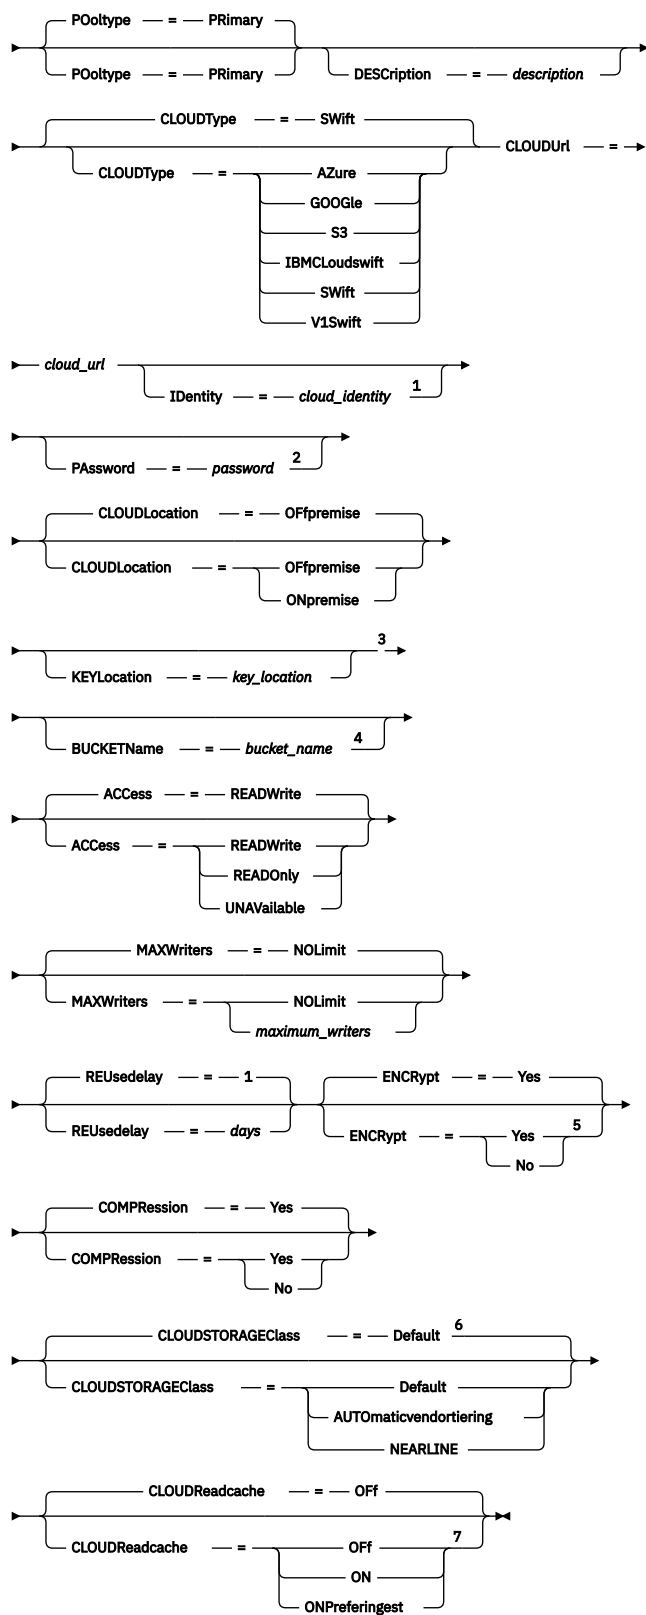 POoltype = PRimary
POoltype = PRimary DESCription = description
CLOUDType = SWift
CLOUDUrl =
CLOUDType = AZure
GOOGle
S3
IBMCLoudswift
SWift
V1Swift
cloud_url
IDentity = cloud_identity 1
PAssword = password 2
CLOUDLocation = OFfpremise
CLOUDLocation = OFfpremise
ONpremise
3
KEYLocation = key_location
BUCKETName = bucket_name 4
ACCess = READWrite
ACCess = READWrite
READOnly
UNAVailable
MAXWriters = NOLimit
MAXWriters = NOLimit
maximum_writers
REUsedelay = 1 ENCRypt = Yes
REUsedelay = days ENCRypt = Yes 5
No
COMPRession = Yes
COMPRession = Yes
No
CLOUDSTORAGEClass = Default 6
CLOUDSTORAGEClass = Default
AUTOmaticvendortiering
NEARLINE
CLOUDReadcache = OFf
CLOUDReadcache = OFf 7
ON
ONPreferingest